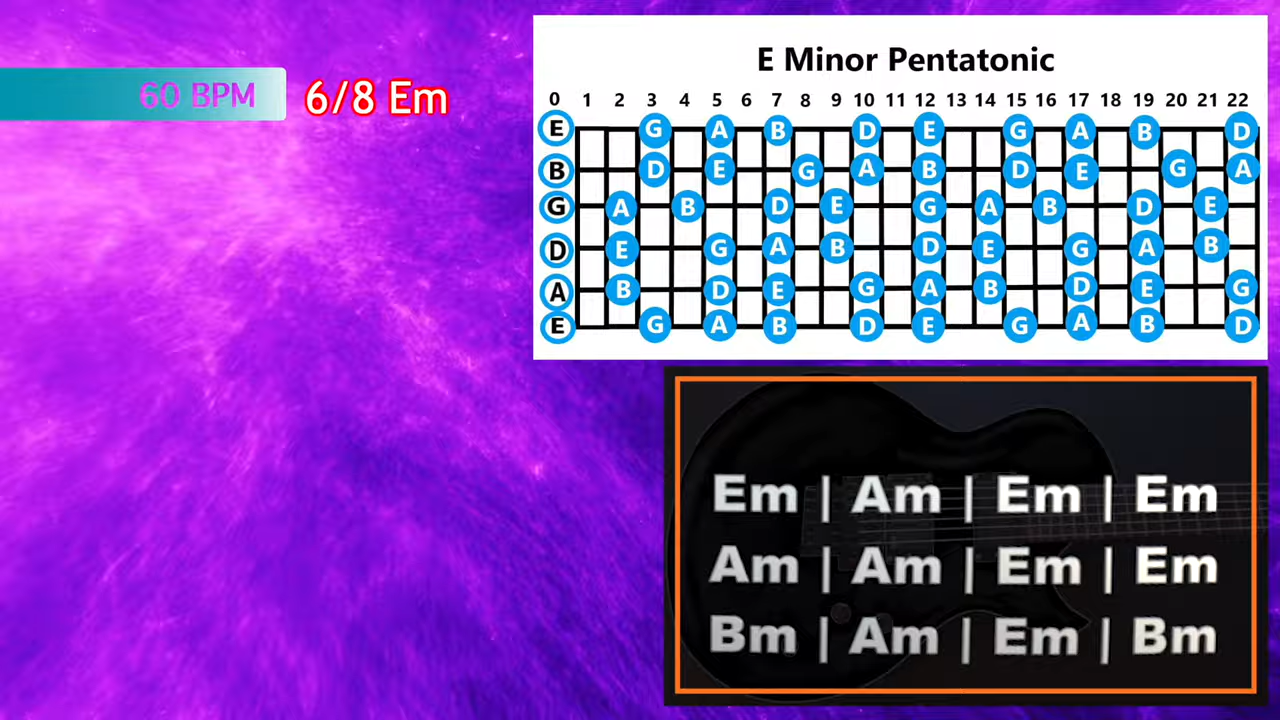 60 BPM 6/8 Em
E Minor Pentatonic
0 1 2 3 4 5 6 7 8 9 10 11 12 13 14 15 16 17 18 19 20 21 22
E G A B D E G A B D
B D E G A B D E G A
G A B D E G A B D E
D E G A B D E G A B
A B D E G A B D E G
E G A B D E G A B D
Em | Am | Em | Em
Am | Am | Em | Em
Bm | Am | Em | Bm